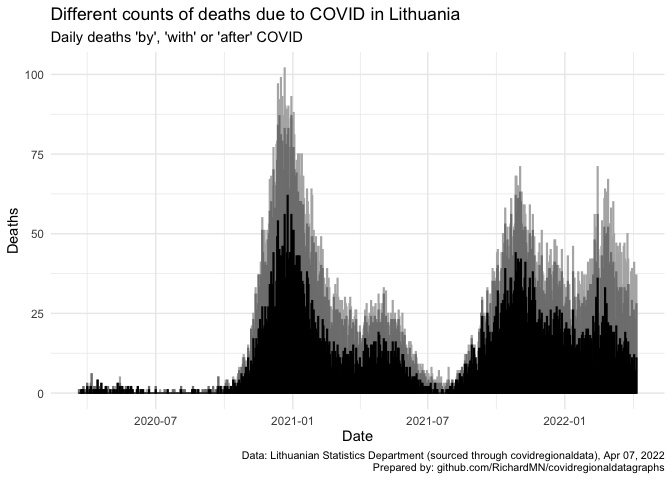 Different counts of deaths due to COVID in Lithuania
Daily deaths 'by', 'with' or 'after' COVID
Deaths
100
75
50
25
0
2020-07
2021-01
2021-07
2022-01
Date
Data: Lithuanian Statistics Department (sourced through covidregionaldata), Apr 07, 2022
Prepared by: github.com/RichardMN/covidregionaldatagraphs